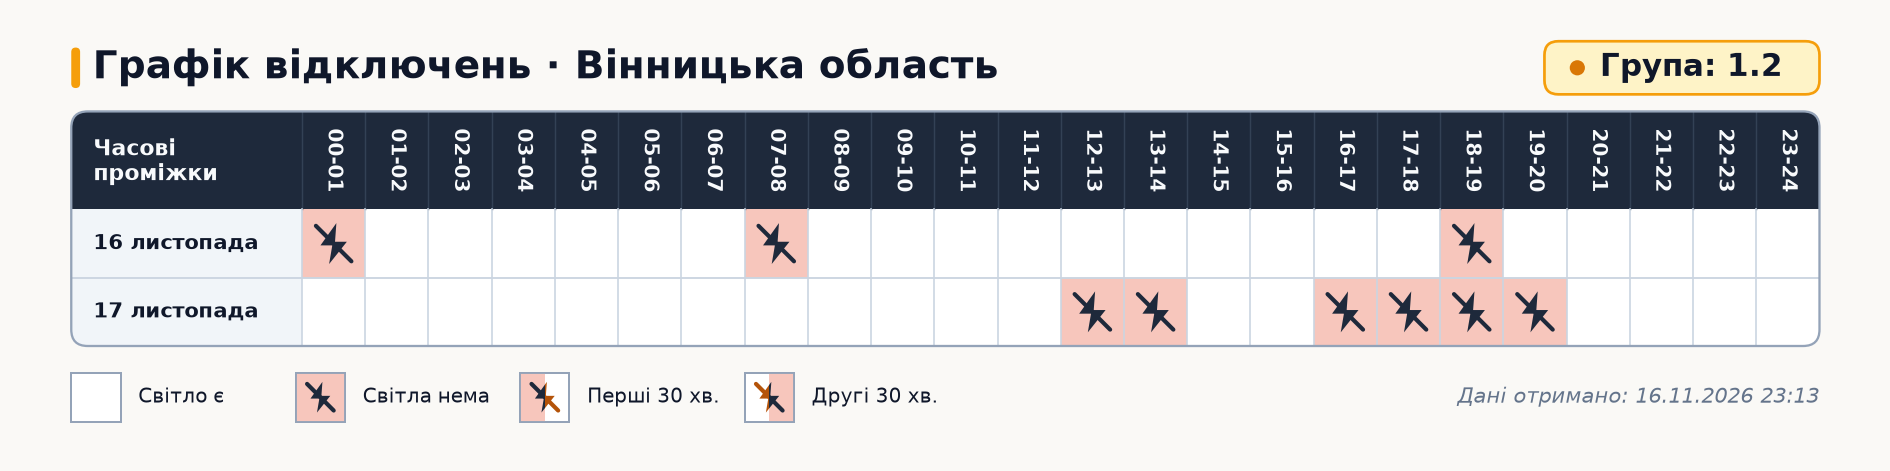 Графік відключень · Вінницька область
Група: 1.2
Часові
проміжки
00-01 01-02 02-03 03-04 04-05 05-06 06-07 07-08 08-09 09-10 10-11 11-12 12-13 13-14 14-15 15-16 16-17 17-18 18-19 19-20 20-21 21-22 22-23 23-24
16 листопада
17 листопада
Світло є Світла нема Перші 30 хв. Другі 30 хв.
Дані отримано: 16.11.2026 23:13